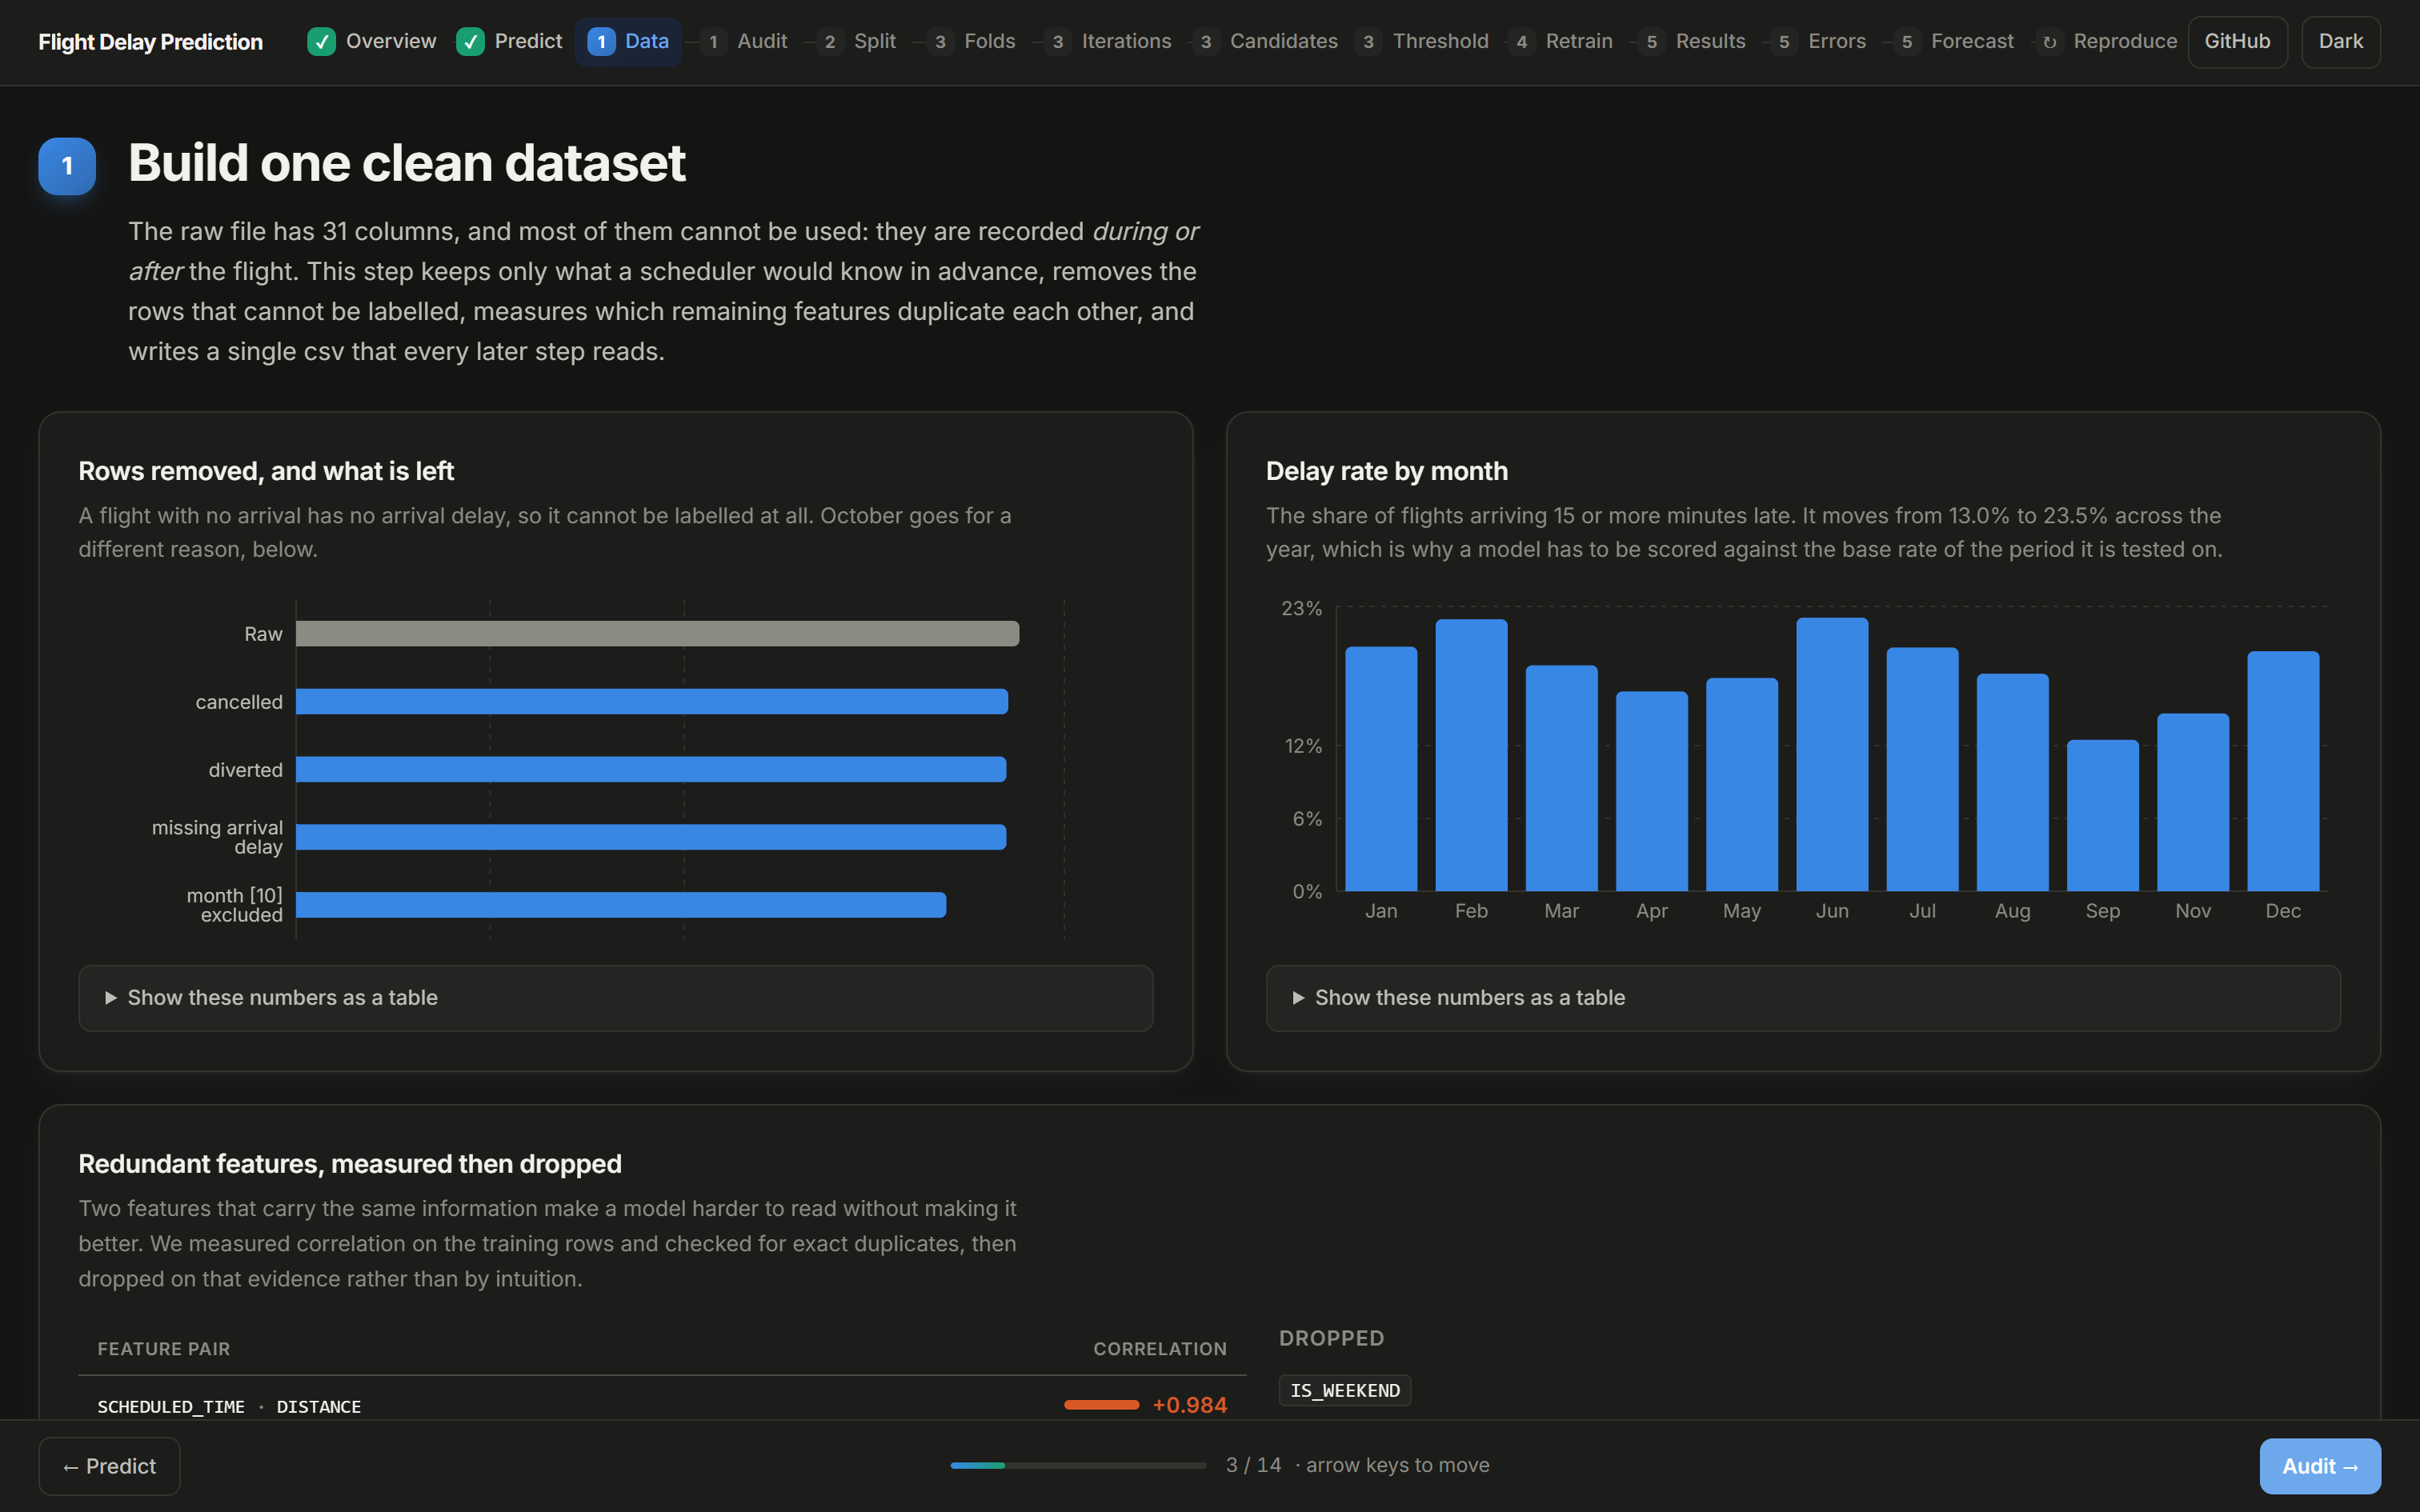 Flight Delay Prediction ✓ Overview ✓ Predict 1 Data 1 Audit 2 Split 3 Folds 3 Iterations 3 Candidates 3 Threshold 4 Retrain 5 Results 5 Errors 5 Forecast ↻ Reproduce GitHub Dark
1 Build one clean dataset
The raw file has 31 columns, and most of them cannot be used: they are recorded during or
after the flight. This step keeps only what a scheduler would know in advance, removes the
rows that cannot be labelled, measures which remaining features duplicate each other, and
writes a single csv that every later step reads.
Rows removed, and what is left
A flight with no arrival has no arrival delay, so it cannot be labelled at all. October goes for a
different reason, below.
Raw
cancelled
diverted
missing arrival
delay
month [10]
excluded
▶ Show these numbers as a table
Delay rate by month
The share of flights arriving 15 or more minutes late. It moves from 13.0% to 23.5% across the
year, which is why a model has to be scored against the base rate of the period it is tested on.
23%
12%
6%
0%
Jan Feb Mar Apr May Jun Jul Aug Sep Nov Dec
▶ Show these numbers as a table
Redundant features, measured then dropped
Two features that carry the same information make a model harder to read without making it
better. We measured correlation on the training rows and checked for exact duplicates, then
dropped on that evidence rather than by intuition.
FEATURE PAIR CORRELATION
SCHEDULED_TIME · DISTANCE +0.984
DROPPED
IS_WEEKEND
← Predict 3 / 14 · arrow keys to move Audit →